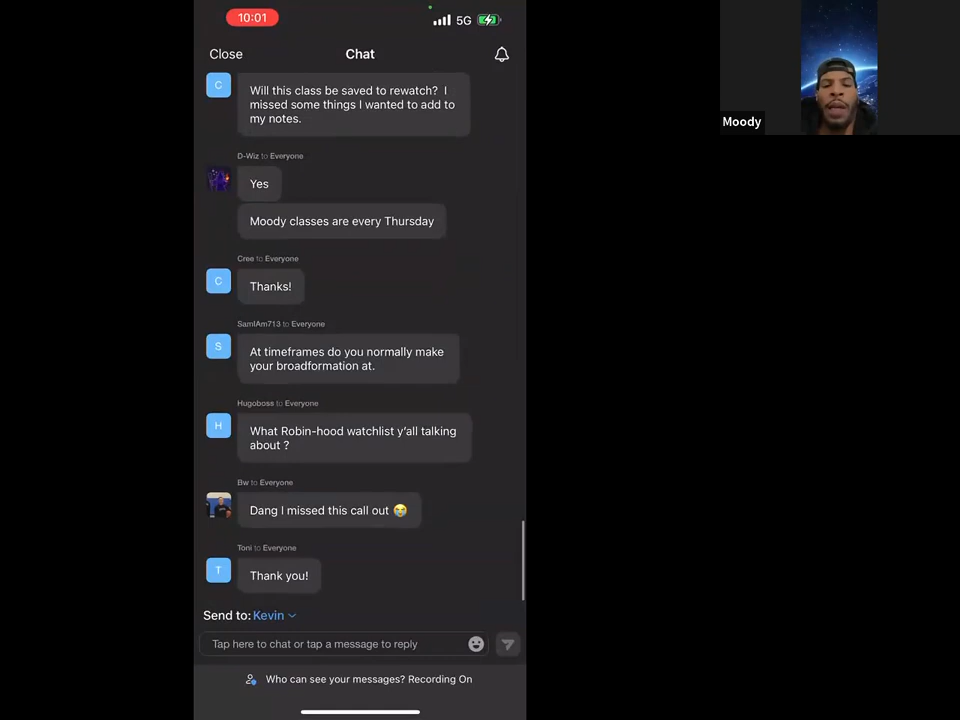 10:01
5G
Close
Chat
C
Will this class be saved to rewatch? I
missed some things I wanted to add to
my notes.
D-Wiz to Everyone
Yes
Moody classes are every Thursday
Cree to Everyone
C
Thanks!
SamIAm713 to Everyone
S
At timeframes do you normally make
your broadformation at.
Hugoboss to Everyone
H
What Robin-hood watchlist y'all talking
about ?
Bw to Everyone
Dang I missed this call out 😭
Toni to Everyone
T
Thank you!
Send to: Kevin
Tap here to chat or tap a message to reply
Who can see your messages? Recording On
Moody